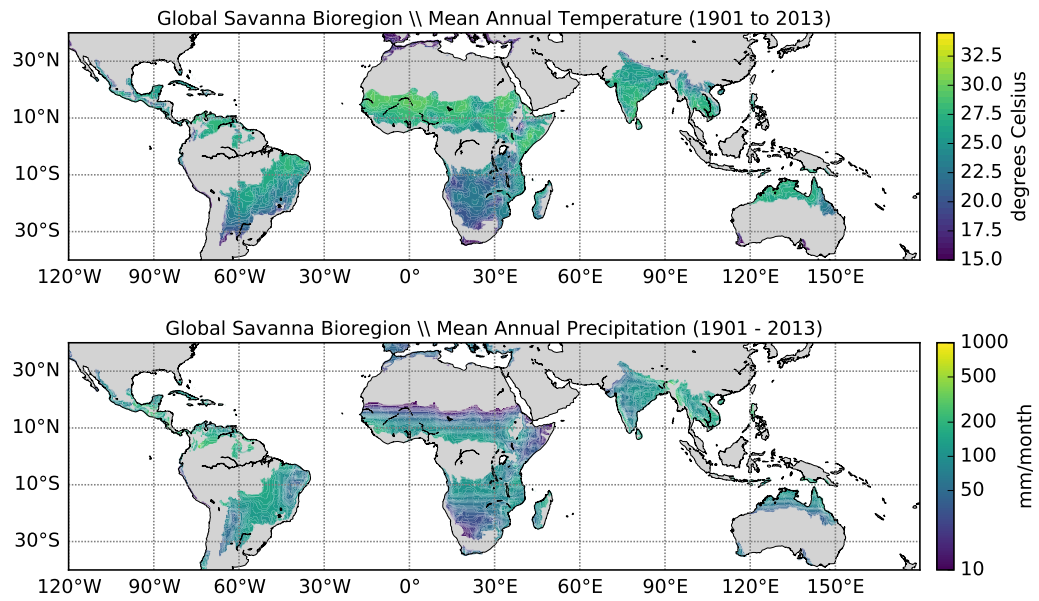 Global Savanna Bioregion \\ Mean Annual Temperature (1901 to 2013)
30°N
10°N
10°S
30°S
120°W 90°W 60°W 30°W 0° 30°E 60°E 90°E 120°E 150°E
32.5
30.0
27.5
25.0
22.5
20.0
17.5
15.0
degrees Celsius
Global Savanna Bioregion \\ Mean Annual Precipitation (1901 - 2013)
30°N
10°N
10°S
30°S
120°W 90°W 60°W 30°W 0° 30°E 60°E 90°E 120°E 150°E
1000
500
200
100
50
10
mm/month